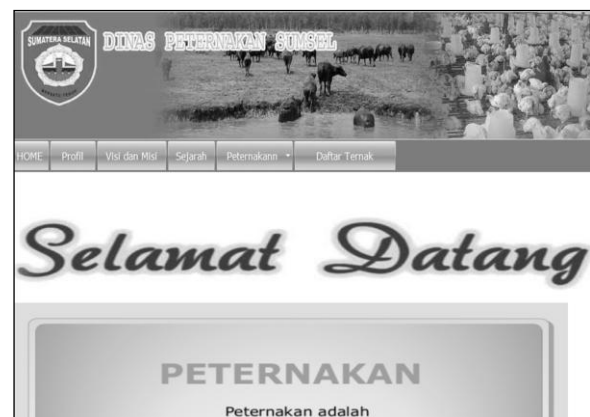 SUMATERA SELATAN
DINAS PETERNAKAN SUMSEL
HOME Profil Visi dan Misi Sejarah Peternakann Daftar Ternak
Selamat Datang
PETERNAKAN
Peternakan adalah